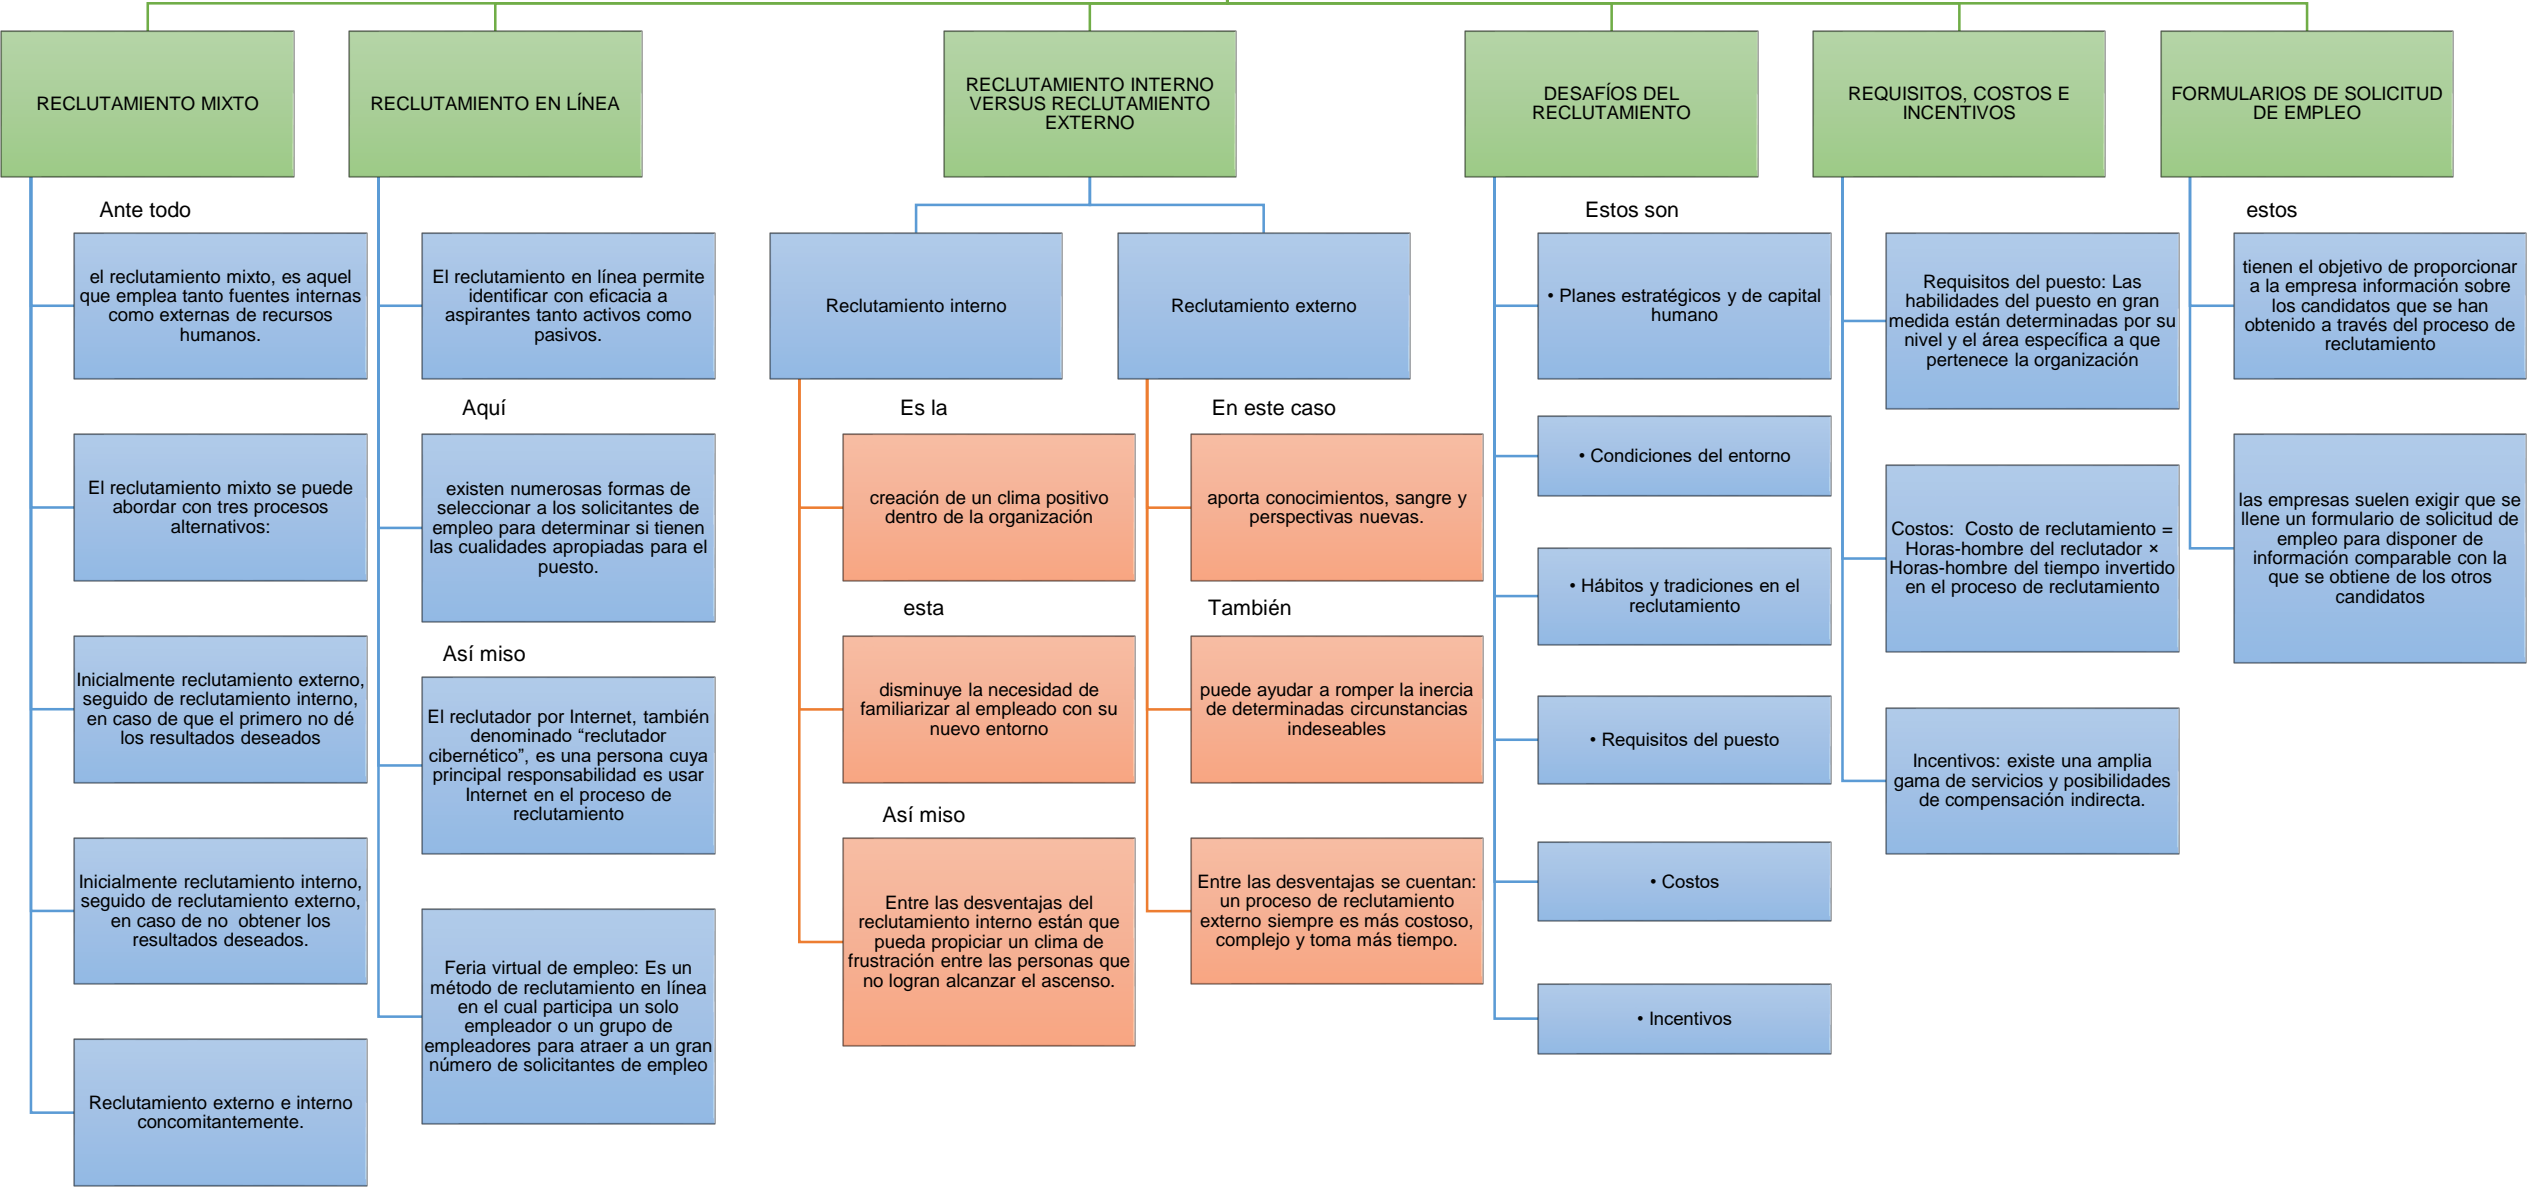 RECLUTAMIENTO MIXTO
Ante todo
el reclutamiento mixto, es aquel
que emplea tanto fuentes internas
como externas de recursos
humanos.
El reclutamiento mixto se puede
abordar con tres procesos
alternativos:
Inicialmente reclutamiento externo,
seguido de reclutamiento interno,
en caso de que el primero no dé
los resultados deseados
Inicialmente reclutamiento interno,
seguido de reclutamiento externo,
en caso de no obtener los
resultados deseados.
Reclutamiento externo e interno
concomitantemente.
RECLUTAMIENTO EN LÍNEA
El reclutamiento en línea permite
identificar con eficacia a
aspirantes tanto activos como
pasivos.
Aquí
existen numerosas formas de
seleccionar a los solicitantes de
empleo para determinar si tienen
las cualidades apropiadas para el
puesto.
Así miso
El reclutador por Internet, también
denominado “reclutador
cibernético”, es una persona cuya
principal responsabilidad es usar
Internet en el proceso de
reclutamiento
Feria virtual de empleo: Es un
método de reclutamiento en línea
en el cual participa un solo
empleador o un grupo de
empleadores para atraer a un gran
número de solicitantes de empleo
RECLUTAMIENTO INTERNO
VERSUS RECLUTAMIENTO
EXTERNO
Reclutamiento interno
Es la
creación de un clima positivo
dentro de la organización
esta
disminuye la necesidad de
familiarizar al empleado con su
nuevo entorno
Así miso
Entre las desventajas del
reclutamiento interno están que
pueda propiciar un clima de
frustración entre las personas que
no logran alcanzar el ascenso.
Reclutamiento externo
En este caso
aporta conocimientos, sangre y
perspectivas nuevas.
También
puede ayudar a romper la inercia
de determinadas circunstancias
indeseables
Entre las desventajas se cuentan:
un proceso de reclutamiento
externo siempre es más costoso,
complejo y toma más tiempo.
DESAFÍOS DEL
RECLUTAMIENTO
Estos son
• Planes estratégicos y de capital
humano
• Condiciones del entorno
• Hábitos y tradiciones en el
reclutamiento
• Requisitos del puesto
• Costos
• Incentivos
REQUISITOS, COSTOS E
INCENTIVOS
Requisitos del puesto: Las
habilidades del puesto en gran
medida están determinadas por su
nivel y el área específica a que
pertenece la organización
Costos: Costo de reclutamiento =
Horas-hombre del reclutador ×
Horas-hombre del tiempo invertido
en el proceso de reclutamiento
Incentivos: existe una amplia
gama de servicios y posibilidades
de compensación indirecta.
FORMULARIOS DE SOLICITUD
DE EMPLEO
estos
tienen el objetivo de proporcionar
a la empresa información sobre
los candidatos que se han
obtenido a través del proceso de
reclutamiento
las empresas suelen exigir que se
llene un formulario de solicitud de
empleo para disponer de
información comparable con la
que se obtiene de los otros
candidatos